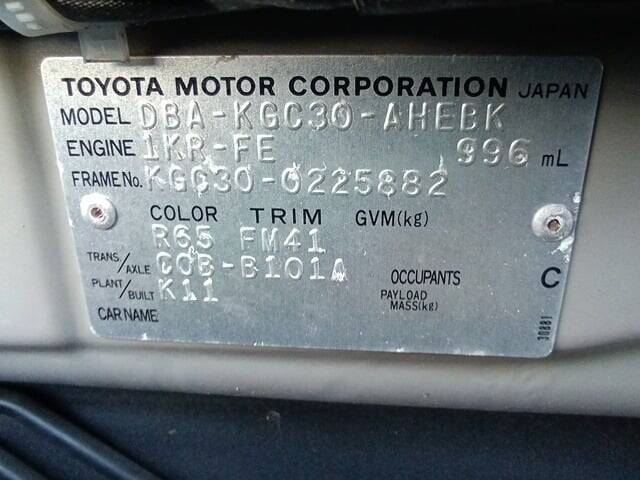 TOYOTA MOTOR CORPORATION JAPAN
MODEL DBA-KGC30-AHEBK
ENGINE 1KR-FE 996 mL
FRAME No. KGC30-0225882
COLOR TRIM GVM(kg)
R65 FM41
TRANS/AXLE C0B-B101A OCCUPANTS C
PLANT/BUILT K11 PAYLOAD MASS(kg)
CAR NAME
30881